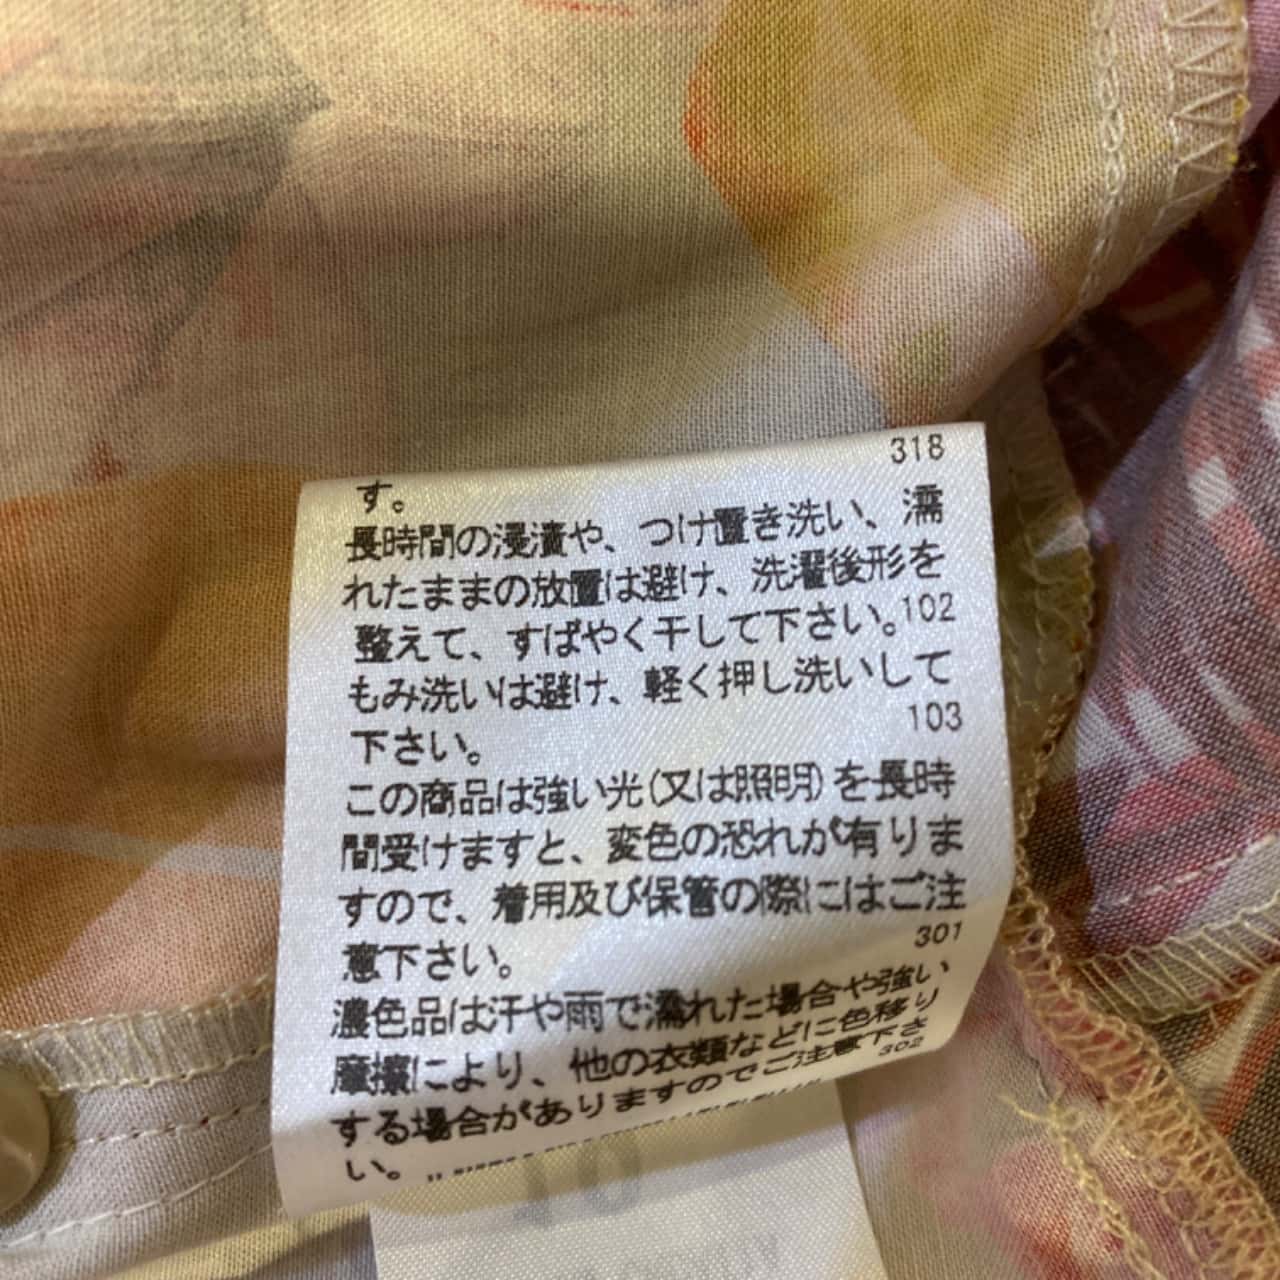 318
す。
長時間の浸漬や、つけ置き洗い、濡
れたままの放置は避け、洗濯後形を
整えて、すばやく干して下さい。102
もみ洗いは避け、軽く押し洗いして
下さい。 103
この商品は強い光(又は照明)を長時
間受けますと、変色の恐れが有りま
すので、着用及び保管の際にはご注
意下さい。 301
濃色品は汗や雨で濡れた場合や強い
摩擦により、他の衣類などに色移り
する場合がありますのでご注意下さ
い。 302